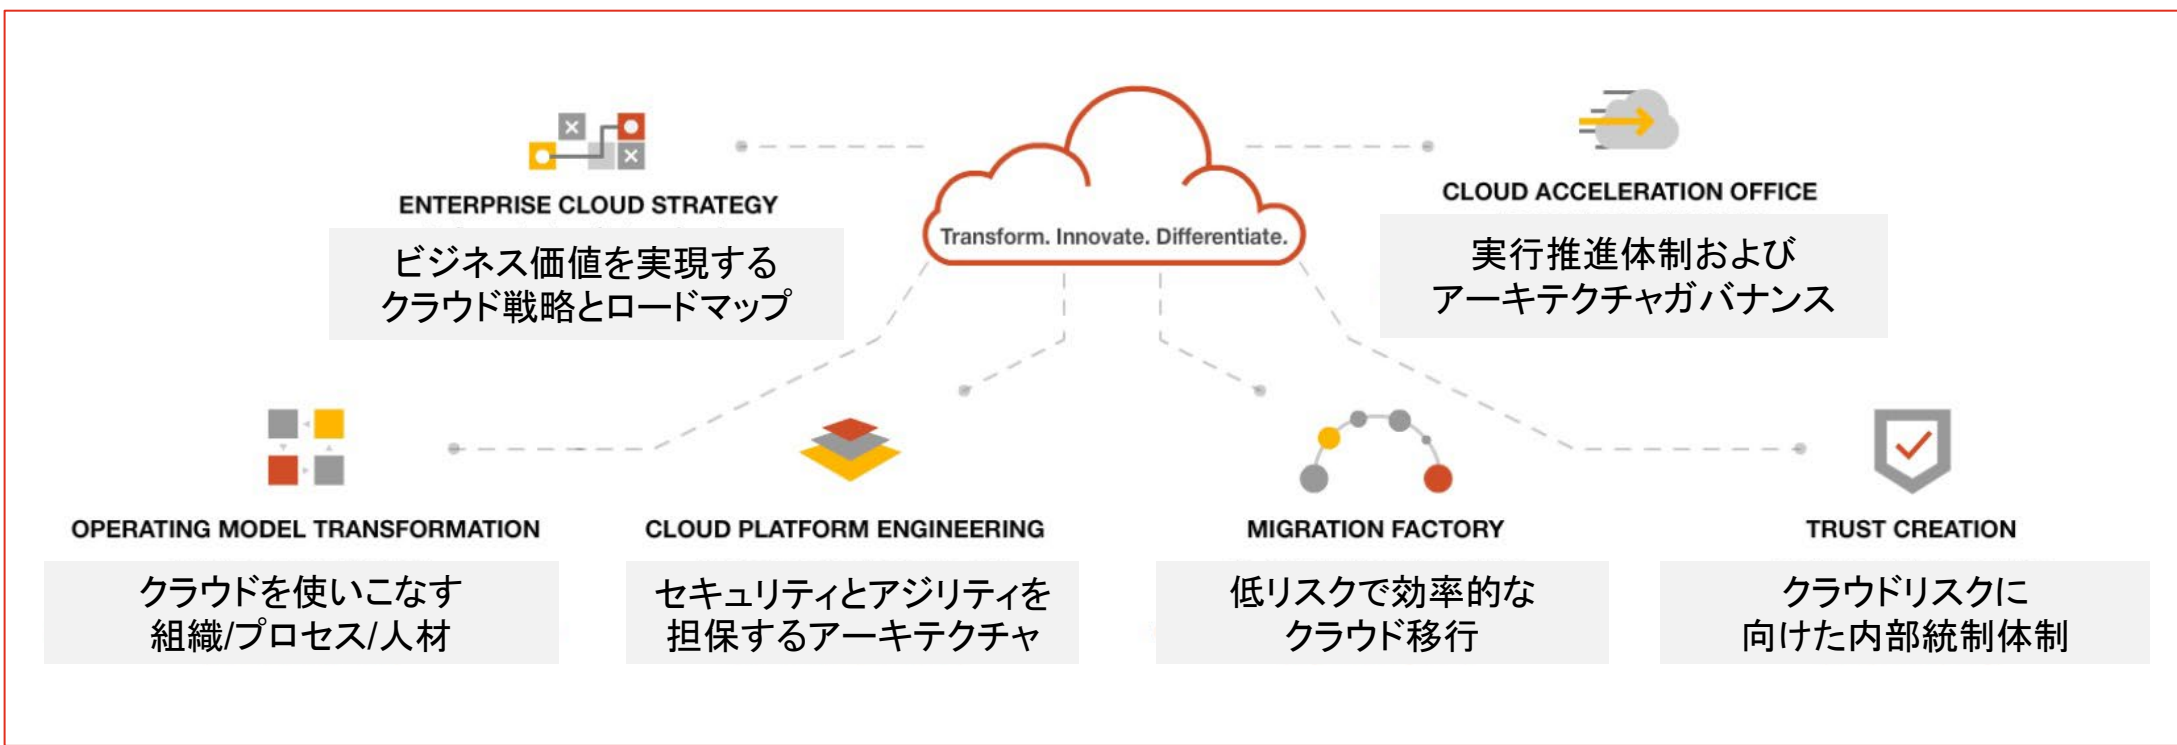 ENTERPRISE CLOUD STRATEGY
ビジネス価値を実現する
クラウド戦略とロードマップ
Transform. Innovate. Differentiate.
CLOUD ACCELERATION OFFICE
実行推進体制および
アーキテクチャガバナンス
OPERATING MODEL TRANSFORMATION
クラウドを使いこなす
組織/プロセス/人材
CLOUD PLATFORM ENGINEERING
セキュリティとアジリティを
担保するアーキテクチャ
MIGRATION FACTORY
低リスクで効率的な
クラウド移行
TRUST CREATION
クラウドリスクに
向けた内部統制体制